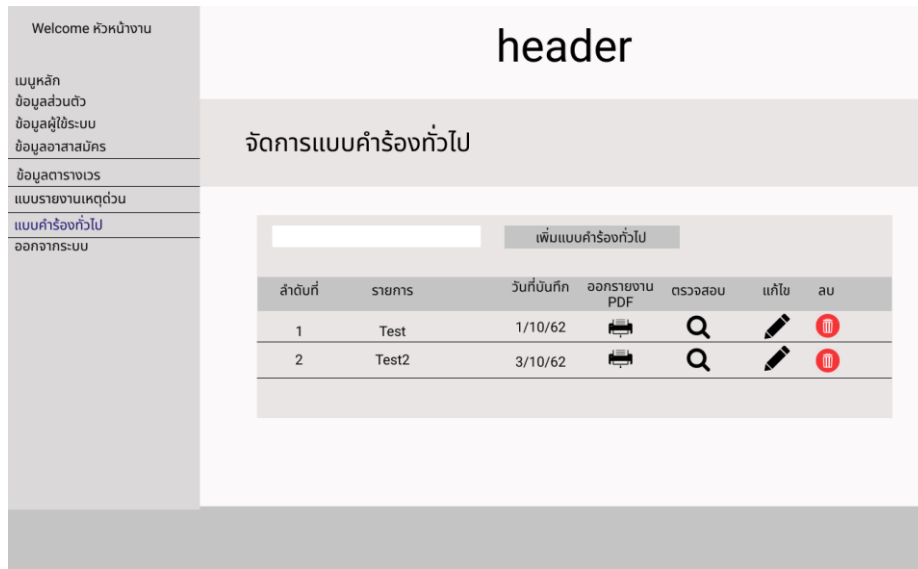 Welcome หัวหน้างาน
header
เมนูหลัก
ข้อมูลส่วนตัว
ข้อมูลผู้ใช้ระบบ
ข้อมูลอาสาสมัคร
ข้อมูลตารางเวร
แบบรายงานเหตุด่วน
แบบคำร้องทั่วไป
ออกจากระบบ
จัดการแบบคำร้องทั่วไป
เพิ่มแบบคำร้องทั่วไป
ลำดับที่ รายการ วันที่บันทึก ออกรายงาน PDF ตรวจสอบ แก้ไข ลบ
1 Test 1/10/62
2 Test2 3/10/62